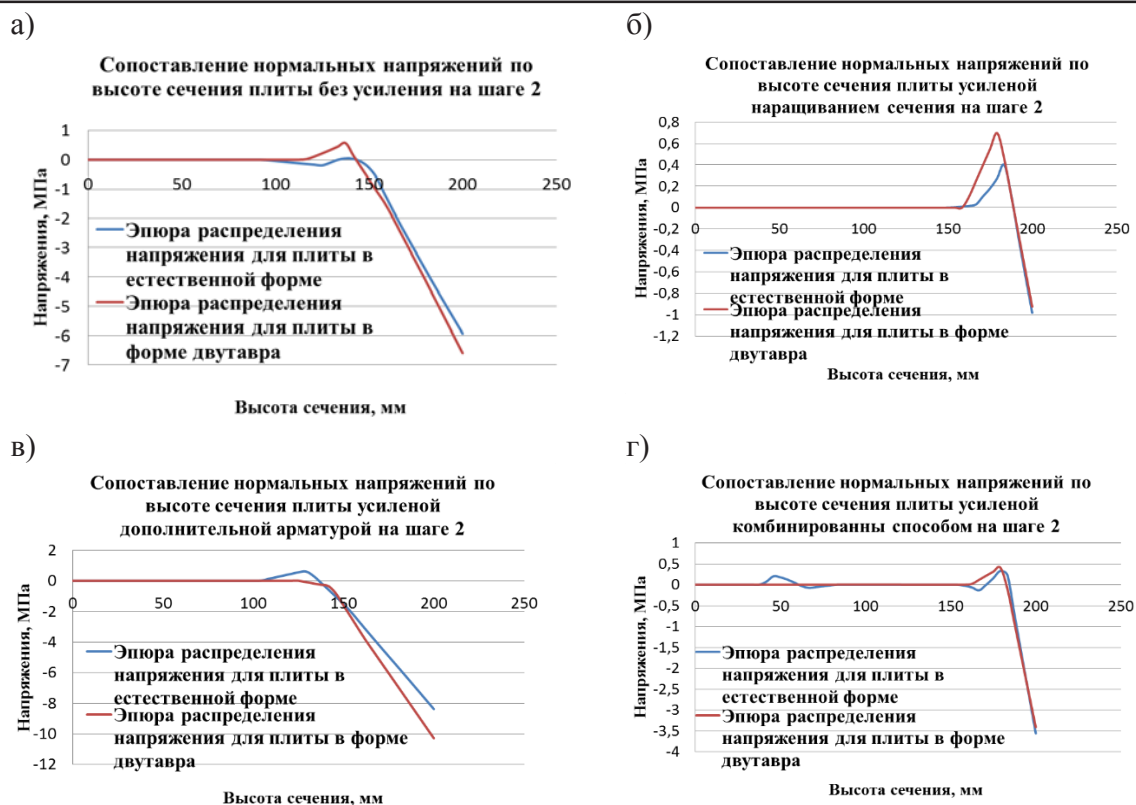 а)
Сопоставление нормальных напряжений по
высоте сечения плиты без усиления на шаге 2
Напряжения, МПа
1
0
-1
-2
-3
-4
-5
-6
-7
0
50
100
150
200
250
Эпюра распределения
напряжения для плиты в
естественной форме
Эпюра распределения
напряжения для плиты в
форме двутавра
Высота сечения, мм
б)
Сопоставление нормальных напряжений по
высоте сечения плиты усиленой
наращиванием сечения на шаге 2
Напряжения, МПа
0,8
0,6
0,4
0,2
0
-0,2
-0,4
-0,6
-0,8
-1
-1,2
0
50
100
150
200
250
Эпюра распределения
напряжения для плиты в
естественной форме
Эпюра распределения
напряжения для плиты в форме
двутавра
Высота сечения, мм
в)
Сопоставление нормальных напряжений по
высоте сечения плиты усиленой
дополнительной арматурой на шаге 2
Напряжения, МПа
2
0
-2
-4
-6
-8
-10
-12
0
50
100
150
200
250
Эпюра распределения
напряжения для плиты в
естественной форме
Эпюра распределения
напряжения для плиты в форме
двутавра
Высота сечения, мм
г)
Сопоставление нормальных напряжений по
высоте сечения плиты усиленой
комбинированны способом на шаге 2
Напряжения, МПа
1
0,5
0
-0,5
-1
-1,5
-2
-2,5
-3
-3,5
-4
0
50
100
150
200
250
Эпюра распределения
напряжения для плиты в
естественной форме
Эпюра распределения
напряжения для плиты в форме
двутавра
Высота сечения, мм